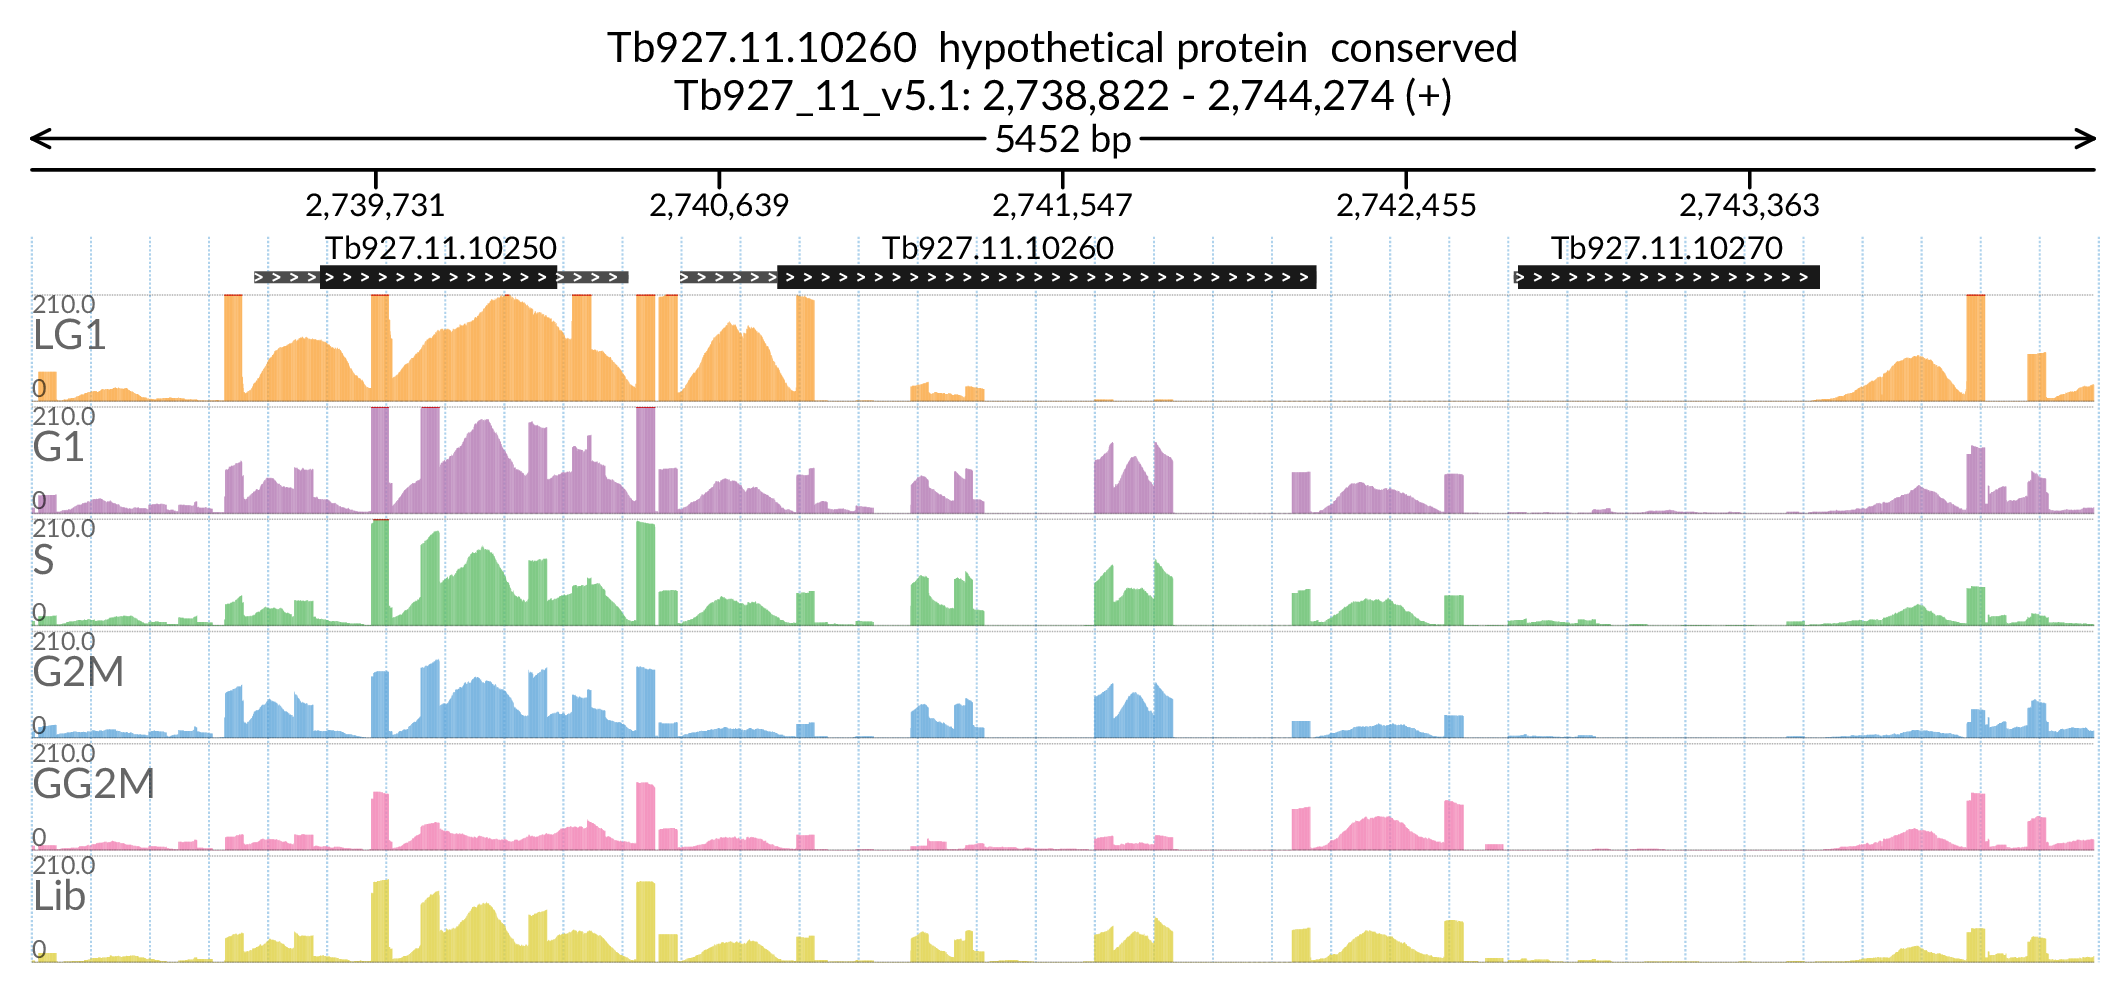 Tb927.11.10260 hypothetical protein conserved
Tb927_11_v5.1: 2,738,822 - 2,744,274 (+)
5452 bp
2,739,731 2,740,639 2,741,547 2,742,455 2,743,363
Tb927.11.10250 Tb927.11.10260 Tb927.11.10270
210.0
LG1
0
210.0
G1
0
210.0
S
0
210.0
G2M
0
210.0
GG2M
0
210.0
Lib
0